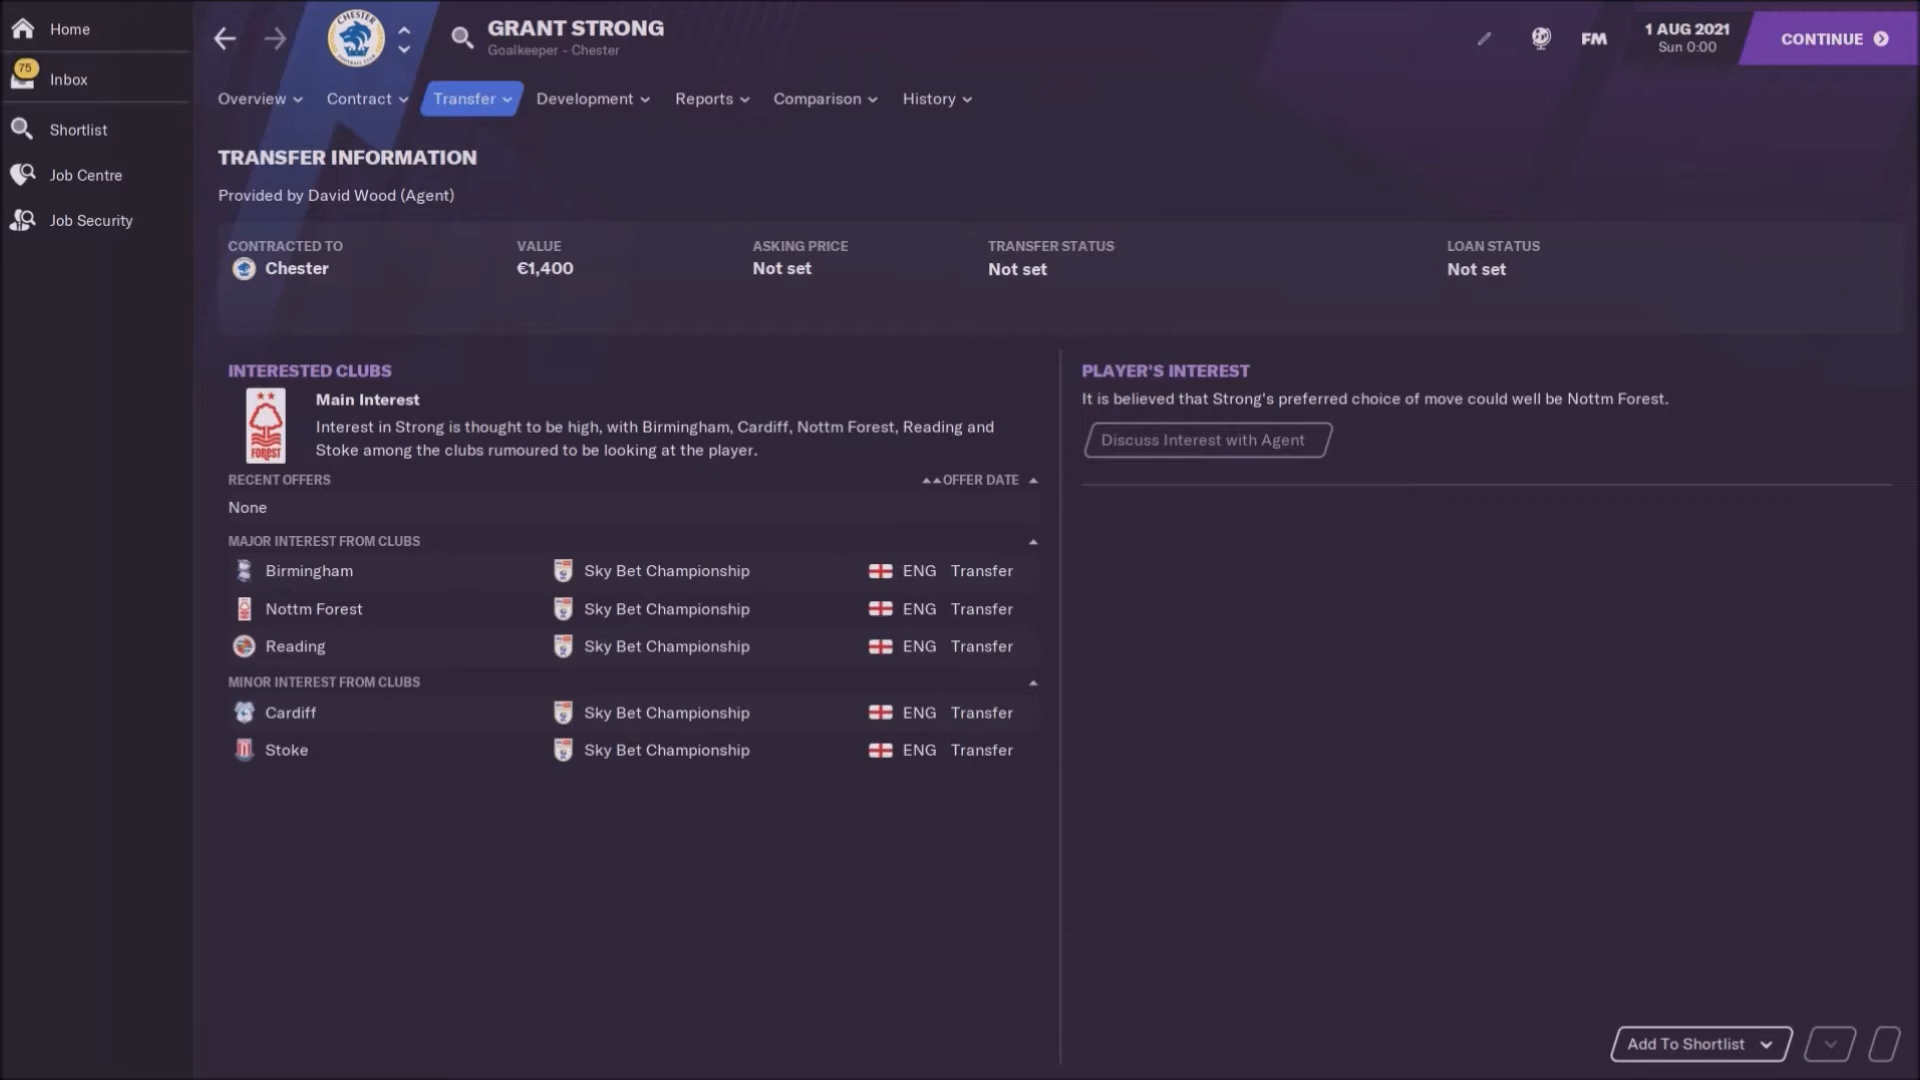 Home
75
Inbox
Shortlist
Job Centre
Job Security
CHESTER
FOOTBALL CLUB
GRANT STRONG
Goalkeeper - Chester
FM
1 AUG 2021
Sun 0:00
CONTINUE
Overview
Contract
Transfer
Development
Reports
Comparison
History
TRANSFER INFORMATION
Provided by David Wood (Agent)
CONTRACTED TO
Chester
VALUE
€1,400
ASKING PRICE
Not set
TRANSFER STATUS
Not set
LOAN STATUS
Not set
INTERESTED CLUBS
FOREST
Main Interest
Interest in Strong is thought to be high, with Birmingham, Cardiff, Nottm Forest, Reading and
Stoke among the clubs rumoured to be looking at the player.
RECENT OFFERS
OFFER DATE
None
MAJOR INTEREST FROM CLUBS
Birmingham Sky Bet Championship ENG Transfer
Nottm Forest Sky Bet Championship ENG Transfer
Reading Sky Bet Championship ENG Transfer
MINOR INTEREST FROM CLUBS
Cardiff Sky Bet Championship ENG Transfer
Stoke Sky Bet Championship ENG Transfer
PLAYER'S INTEREST
It is believed that Strong's preferred choice of move could well be Nottm Forest.
Discuss Interest with Agent
Add To Shortlist